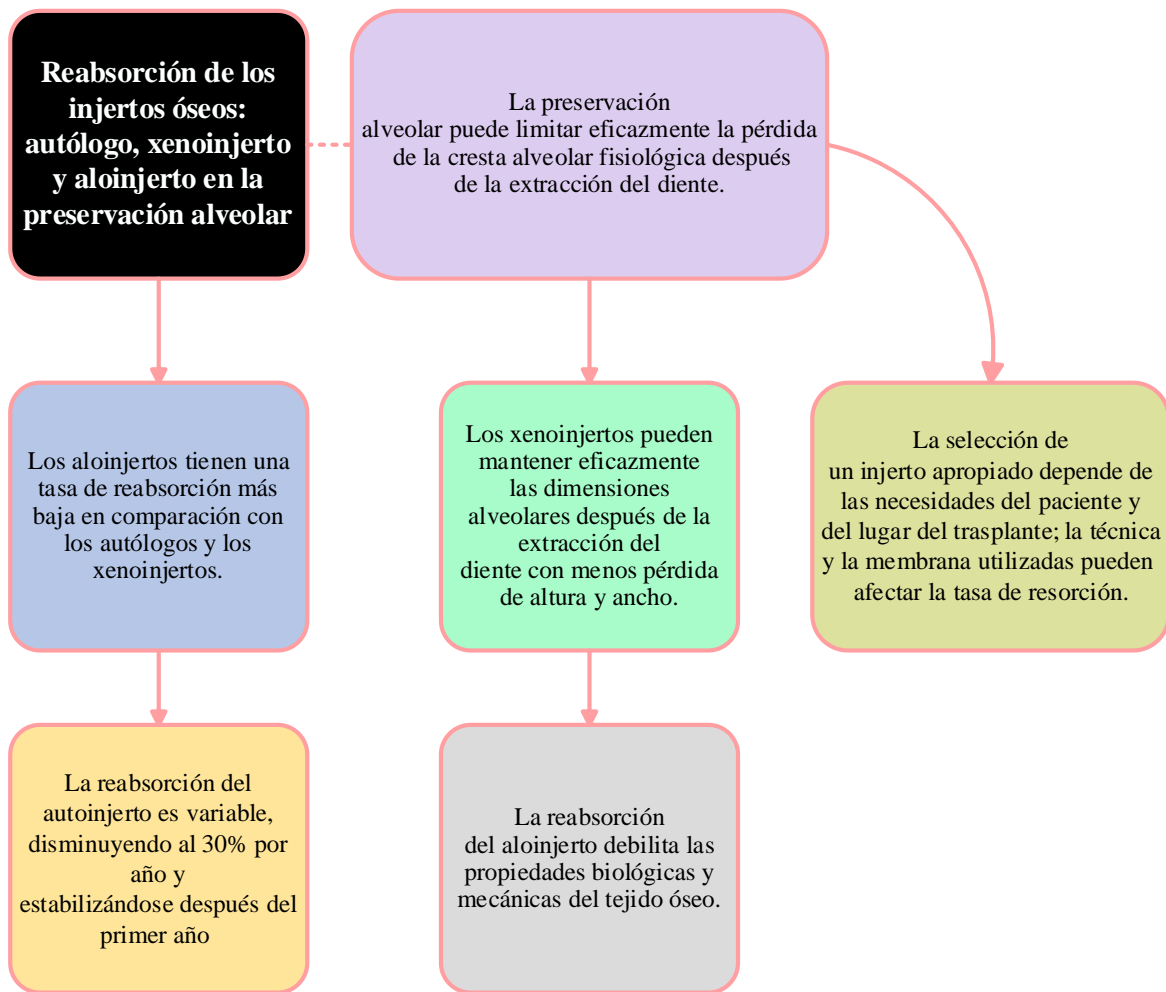 Reabsorción de los
injertos óseos:
autólogo, xenoinjerto
y aloinjerto en la
preservación alveolar
La preservación
alveolar puede limitar eficazmente la pérdida
de la cresta alveolar fisiológica después
de la extracción del diente.
Los aloinjertos tienen una
tasa de reabsorción más
baja en comparación con
los autólogos y los
xenoinjertos.
Los xenoinjertos pueden
mantener eficazmente
las dimensiones
alveolares después de la
extracción del
diente con menos pérdida
de altura y ancho.
La selección de
un injerto apropiado depende de
las necesidades del paciente y
del lugar del trasplante; la técnica
y la membrana utilizadas pueden
afectar la tasa de resorción.
La reabsorción del
autoinjerto es variable,
disminuyendo al 30% por
año y
estabilizándose después del
primer año
La reabsorción
del aloinjerto debilita las
propiedades biológicas y
mecánicas del tejido óseo.